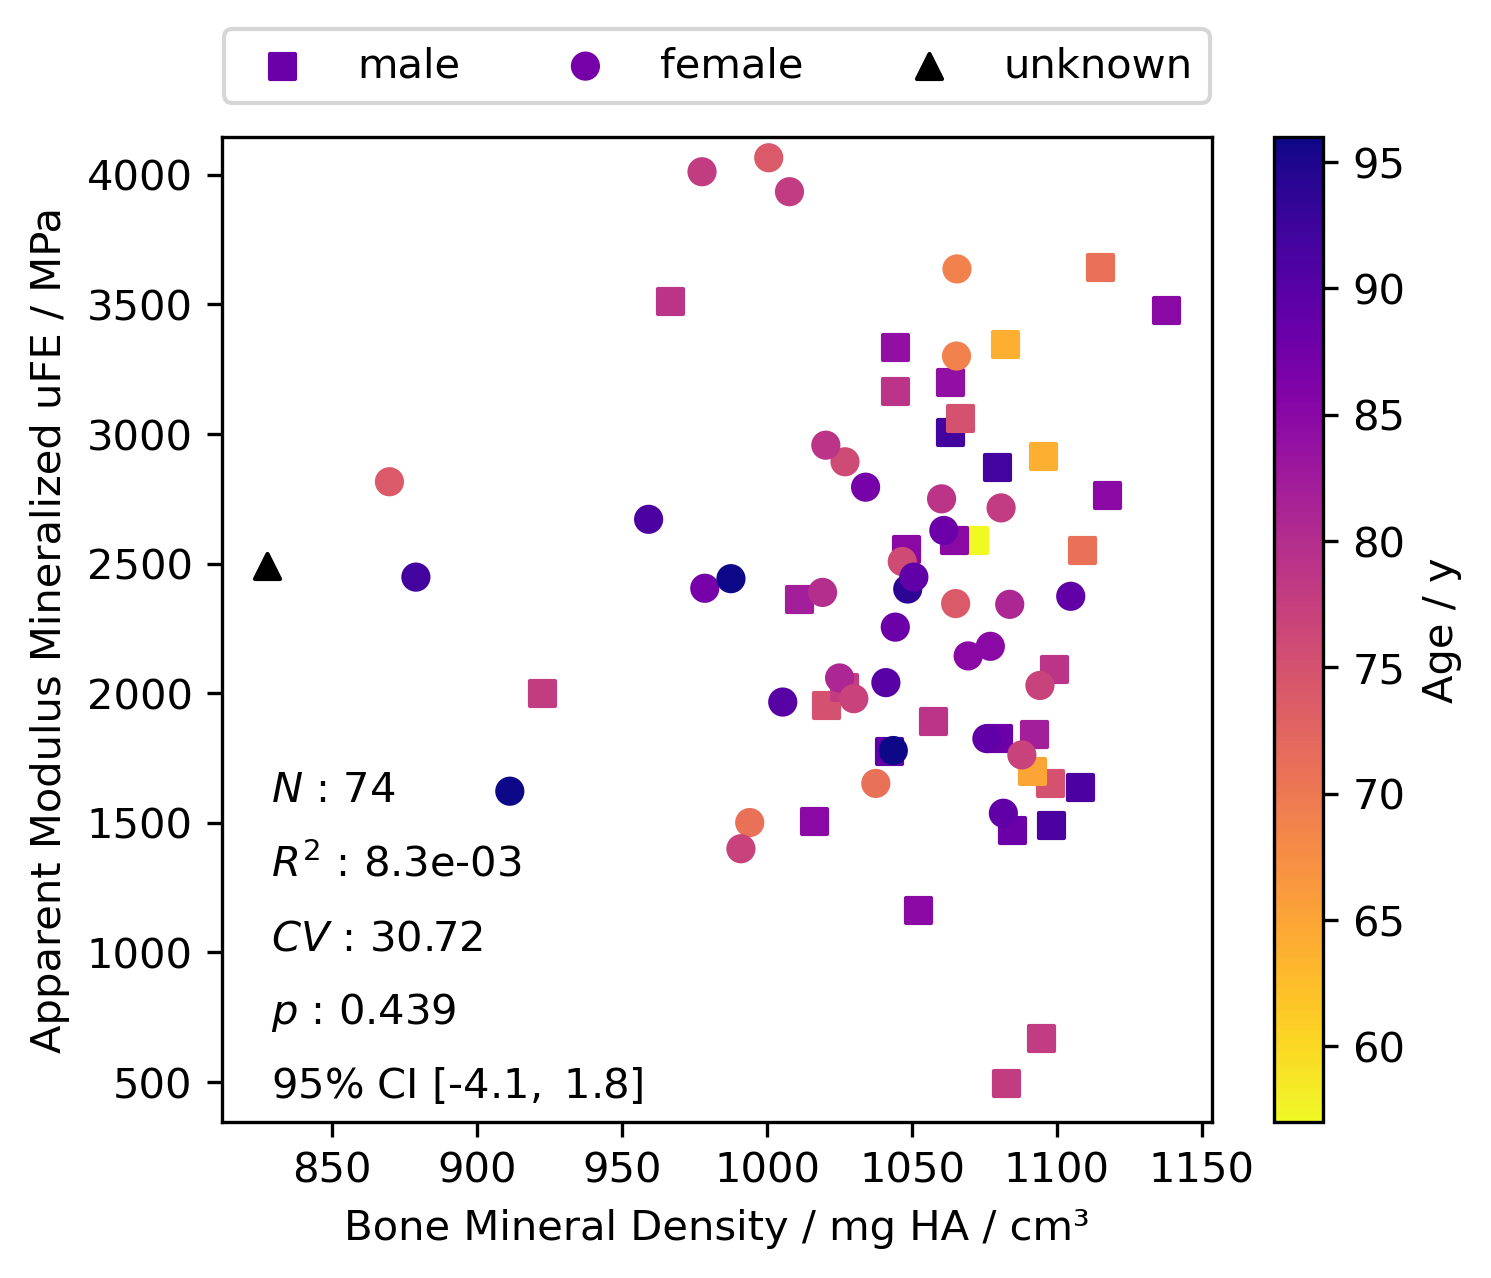 male female unknown
4000
3500
3000
2500
2000
1500
1000
500
Apparent Modulus Mineralized uFE / MPa
N : 74
R² : 8.3e-03
CV : 30.72
p : 0.439
95% CI [-4.1, 1.8]
850 900 950 1000 1050 1100 1150
Bone Mineral Density / mg HA / cm³
95
90
85
80
75
70
65
60
Age / y